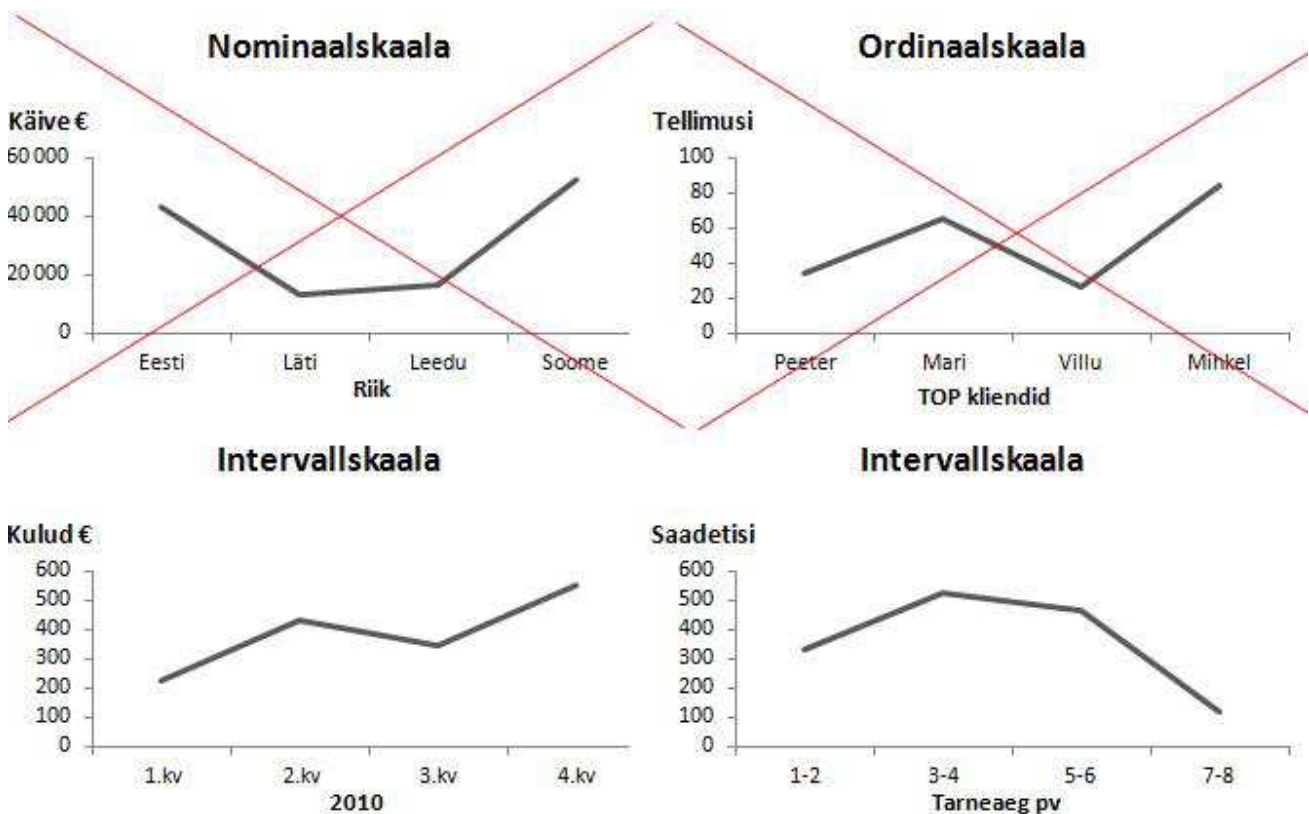 Nominaalskaala
Käive €
60 000
40 000
20 000
0
Eesti Läti Leedu Soome
Riik
Ordinaalskaala
Tellimusi
100
80
60
40
20
0
Peeter Mari Villu Mihkel
TOP kliendid
Intervallskaala
Kulud €
600
500
400
300
200
100
0
1.kv 2.kv 3.kv 4.kv
2010
Intervallskaala
Saadetisi
600
500
400
300
200
100
0
1-2 3-4 5-6 7-8
Tarneaeg pv